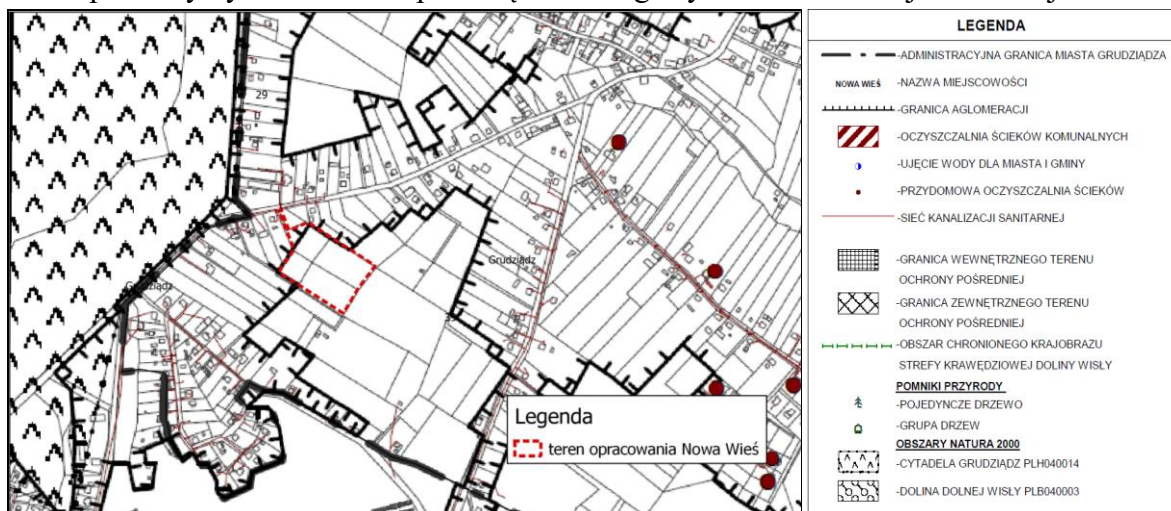 29
Grudziądz
Grudziądz
Legenda
teren opracowania Nowa Wieś
LEGENDA
-ADMINISTRACYJNA GRANICA MIASTA GRUDZIĄDZA
NOWA WIEŚ -NAZWA MIEJSCOWOŚCI
-GRANICA AGLOMERACJI
-OCZYSZCZALNIA ŚCIEKÓW KOMUNALNYCH
-UJĘCIE WODY DLA MIASTA I GMINY
-PRZYDOMOWA OCZYSZCZALNIA ŚCIEKÓW
-SIEĆ KANALIZACJI SANITARNEJ
-GRANICA WEWNĘTRZNEGO TERENU
OCHRONY POŚREDNIEJ
-GRANICA ZEWNĘTRZNEGO TERENU
OCHRONY POŚREDNIEJ
-OBSZAR CHRONIONEGO KRAJOBRAZU
STREFY KRAWĘDZIOWEJ DOLINY WISŁY
POMNIKI PRZYRODY
-POJEDYNCZE DRZEWO
-GRUPA DRZEW
OBSZARY NATURA 2000
-CYTADELA GRUDZIĄDZ PLH040014
-DOLINA DOLNEJ WISŁY PLB040003